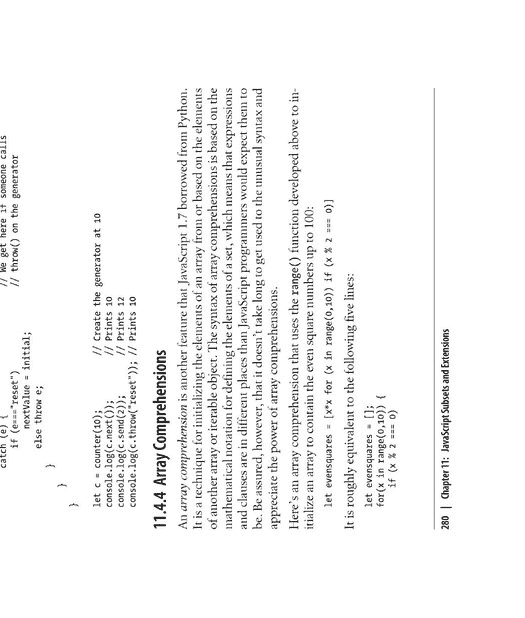 catch (e) {                    // We get here if someone calls
if (e==="reset")          // throw() on the generator
nextValue = initial;
else throw e;
}
}
}
let c = counter(10);           // Create the generator at 10
console.log(c.next());         // Prints 10
console.log(c.send(2));        // Prints 12
console.log(c.throw("reset")); // Prints 10
11.4.4 Array Comprehensions
An array comprehension is another feature that JavaScript 1.7 borrowed from Python.
It is a technique for initializing the elements of an array from or based on the elements
of another array or iterable object. The syntax of array comprehensions is based on the
mathematical notation for defining the elements of a set, which means that expressions
and clauses are in different places than JavaScript programmers would expect them to
be. Be assured, however, that it doesn't take long to get used to the unusual syntax and
appreciate the power of array comprehensions.
Here's an array comprehension that uses the range() function developed above to in-
itialize an array to contain the even square numbers up to 100:
let evensquares = [x*x for (x in range(0,10)) if (x % 2 === 0)]
It is roughly equivalent to the following five lines:
let evensquares = [];
for(x in range(0,10)) {
if (x % 2 === 0)
280 | Chapter 11: JavaScript Subsets and Extensions